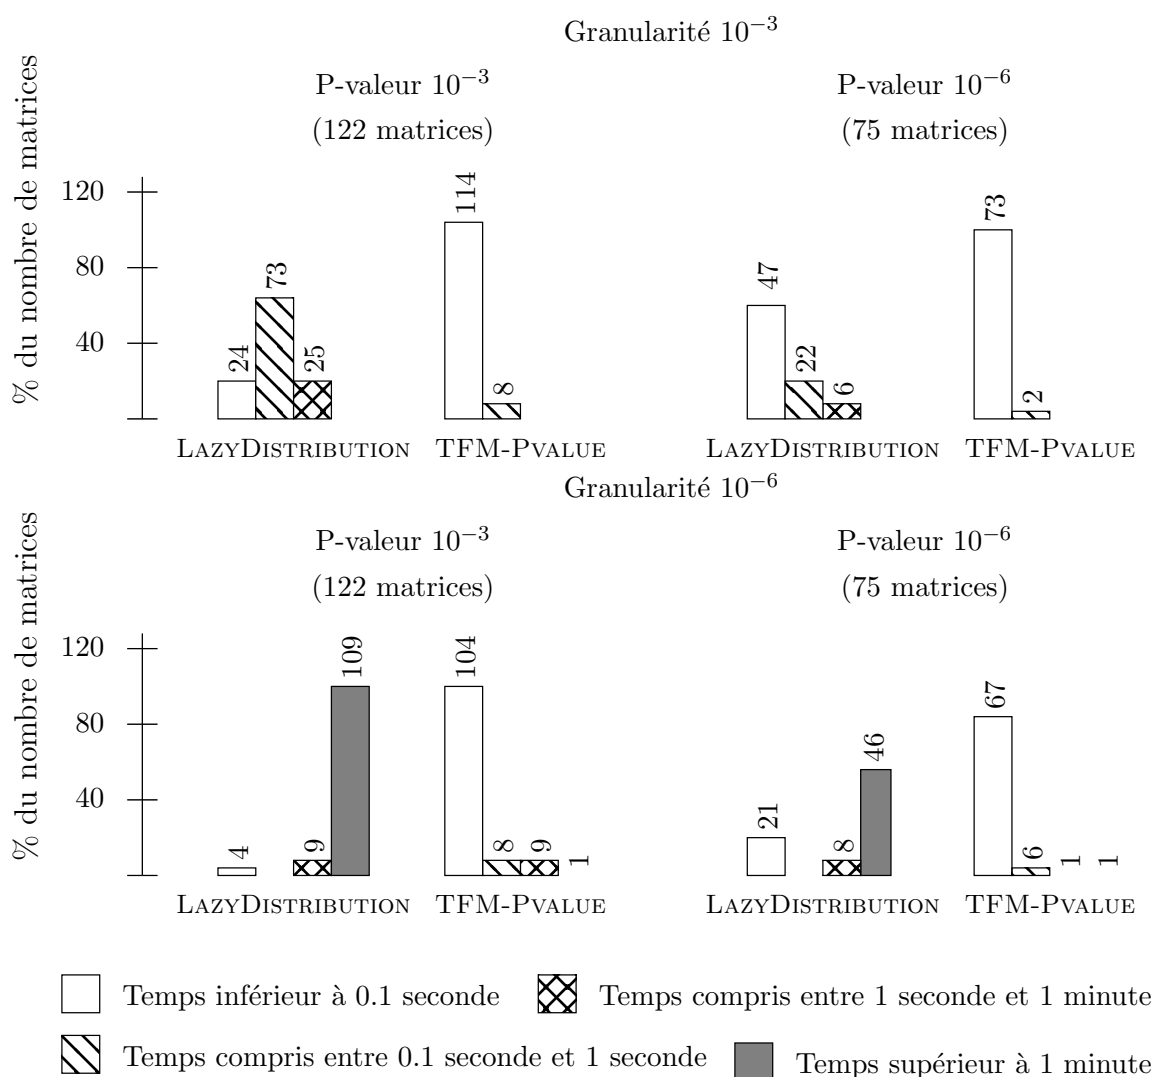 Granularité 10⁻³
P-valeur 10⁻³
(122 matrices)
P-valeur 10⁻⁶
(75 matrices)
% du nombre de matrices
120
80
40
24
73
25
114
8
47
22
6
73
2
LAZYDISTRIBUTION
TFM-PVALUE
LAZYDISTRIBUTION
TFM-PVALUE
Granularité 10⁻⁶
P-valeur 10⁻³
(122 matrices)
P-valeur 10⁻⁶
(75 matrices)
% du nombre de matrices
120
80
40
4
9
109
104
8
9
1
21
8
46
67
6
1
1
LAZYDISTRIBUTION
TFM-PVALUE
LAZYDISTRIBUTION
TFM-PVALUE
Temps inférieur à 0.1 seconde
Temps compris entre 1 seconde et 1 minute
Temps compris entre 0.1 seconde et 1 seconde
Temps supérieur à 1 minute